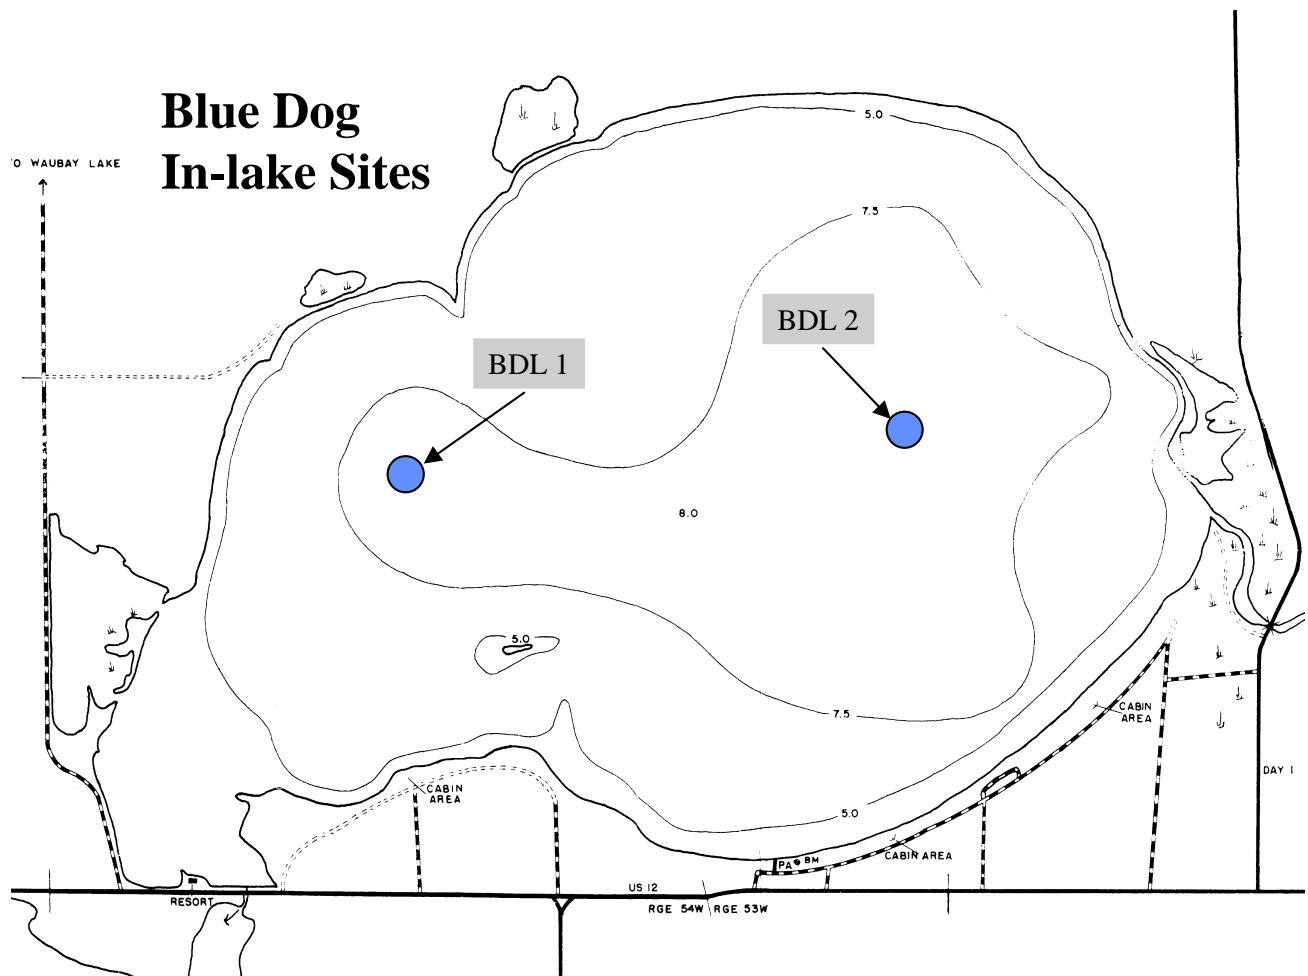 Blue Dog
In-lake Sites
'O WAUBAY LAKE
5.0
7.5
BDL 2
BDL 1
8.0
5.0
7.5
CABIN
AREA
DAY 1
CABIN
AREA
5.0
CABIN AREA
PA BM
US 12
RESORT
RGE 54W RGE 53W